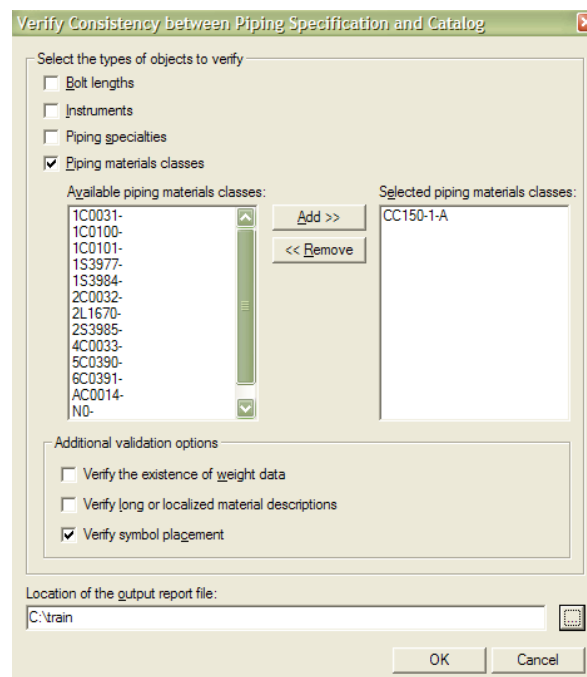 Verify Consistency between Piping Specification and Catalog
Select the types of objects to verify
Bolt lengths
Instruments
Piping specialties
Piping materials classes
Available piping materials classes:
1C0031-
1C0100-
1C0101-
1S3977-
1S3984-
2C0032-
2L1670-
2S3985-
4C0033-
5C0390-
6C0391-
AC0014-
N0-
Add >>
<< Remove
Selected piping materials classes:
CC150-1-A
Additional validation options
Verify the existence of weight data
Verify long or localized material descriptions
Verify symbol placement
Location of the output report file:
C:\train
...
OK
Cancel